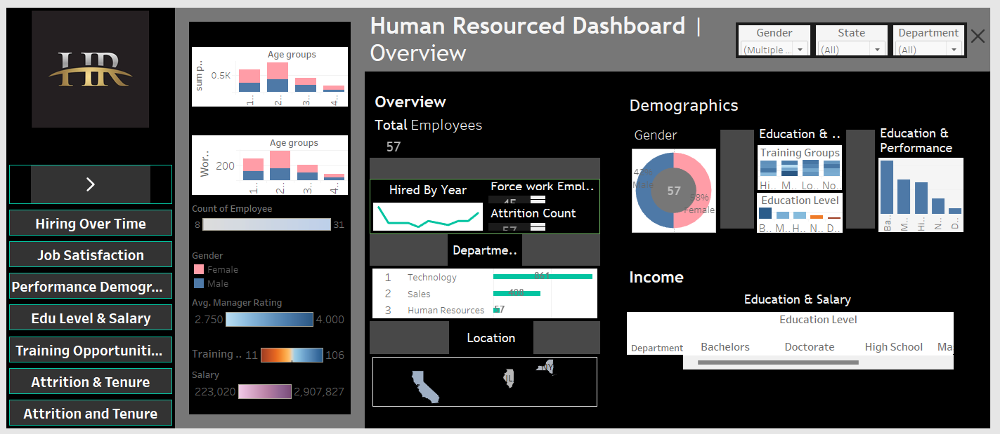 HR
Hiring Over Time
Job Satisfaction
Performance Demogr...
Edu Level & Salary
Training Opportuniti...
Attrition & Tenure
Attrition and Tenure
Age groups
sum p..
0.5K
1..
2..
3..
4..
Age groups
Wor..
200
1..
2..
3..
4..
Count of Employee
8
31
Gender
Female
Male
Avg. Manager Rating
2.750
4.000
Training ..
11
106
Salary
223,020
2,907,827
Human Resourced Dashboard |
Overview
Gender
(Multiple ...
State
(All)
Department
(All)
Overview
Total Employees
57
Hired By Year
Force work Empl..
45
Attrition Count
57
Departme..
1 Technology 861
2 Sales 408
3 Human Resources 57
Location
IL
NY
Demographics
Gender
42%
Male
57
58%
Female
Education & ..
Training Groups
Hi.. M.. Lo.. No..
Education Level
B.. M.. H.. N.. D..
Education &
Performance
Ba..
M..
Hi..
N..
D..
Income
Education & Salary
Education Level
Department
Bachelors
Doctorate
High School
Ma